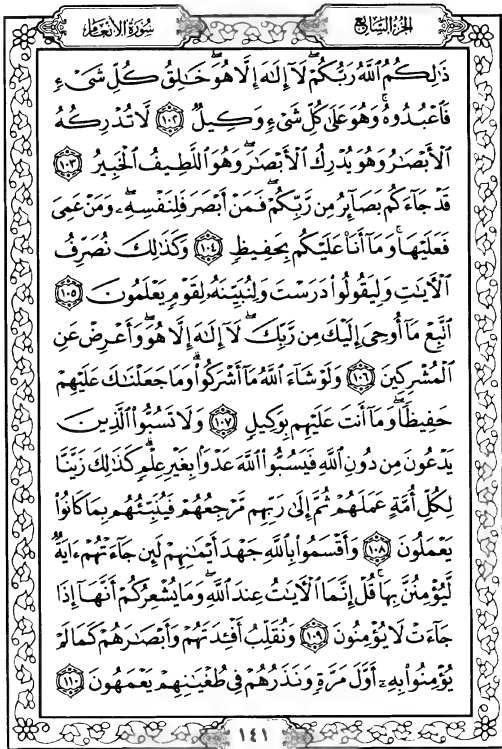 الجزء السابع
سورة الأنعام
ذَٰلِكُمُ ٱللَّهُ رَبُّكُمْ ۖ لَآ إِلَٰهَ إِلَّا هُوَ ۖ خَٰلِقُ كُلِّ شَىْءٍ
فَٱعْبُدُوهُ ۚ وَهُوَ عَلَىٰ كُلِّ شَىْءٍ وَكِيلٌ ١٠٢ لَّا تُدْرِكُهُ
ٱلْأَبْصَٰرُ وَهُوَ يُدْرِكُ ٱلْأَبْصَٰرَ ۖ وَهُوَ ٱللَّطِيفُ ٱلْخَبِيرُ ١٠٣
قَدْ جَآءَكُم بَصَآئِرُ مِن رَّبِّكُمْ ۖ فَمَنْ أَبْصَرَ فَلِنَفْسِهِۦ ۖ وَمَنْ عَمِىَ
فَعَلَيْهَا ۚ وَمَآ أَنَا۠ عَلَيْكُم بِحَفِيظٍ ١٠٤ وَكَذَٰلِكَ نُصَرِّفُ
ٱلْءَايَٰتِ وَلِيَقُولُوا۟ دَرَسْتَ وَلِنُبَيِّنَهُۥ لِقَوْمٍ يَعْلَمُونَ ١٠٥
ٱتَّبِعْ مَآ أُوحِىَ إِلَيْكَ مِن رَّبِّكَ ۖ لَآ إِلَٰهَ إِلَّا هُوَ ۖ وَأَعْرِضْ عَنِ
ٱلْمُشْرِكِينَ ١٠٦ وَلَوْ شَآءَ ٱللَّهُ مَآ أَشْرَكُوا۟ ۗ وَمَا جَعَلْنَٰكَ عَلَيْهِمْ
حَفِيظًا ۖ وَمَآ أَنتَ عَلَيْهِم بِوَكِيلٍ ١٠٧ وَلَا تَسُبُّوا۟ ٱلَّذِينَ
يَدْعُونَ مِن دُونِ ٱللَّهِ فَيَسُبُّوا۟ ٱللَّهَ عَدْوًۢا بِغَيْرِ عِلْمٍ ۗ كَذَٰلِكَ زَيَّنَّا
لِكُلِّ أُمَّةٍ عَمَلَهُمْ ثُمَّ إِلَىٰ رَبِّهِم مَّرْجِعُهُمْ فَيُنَبِّئُهُم بِمَا كَانُوا۟
يَعْمَلُونَ ١٠٨ وَأَقْسَمُوا۟ بِٱللَّهِ جَهْدَ أَيْمَٰنِهِمْ لَئِن جَآءَتْهُمْ ءَايَةٌ
لَّيُؤْمِنُنَّ بِهَا ۚ قُلْ إِنَّمَا ٱلْءَايَٰتُ عِندَ ٱللَّهِ ۖ وَمَا يُشْعِرُكُمْ أَنَّهَآ إِذَا
جَآءَتْ لَا يُؤْمِنُونَ ١٠٩ وَنُقَلِّبُ أَفْـِٔدَتَهُمْ وَأَبْصَٰرَهُمْ كَمَا لَمْ
يُؤْمِنُوا۟ بِهِۦٓ أَوَّلَ مَرَّةٍ وَنَذَرُهُمْ فِى طُغْيَٰنِهِمْ يَعْمَهُونَ ١١٠
١٤١